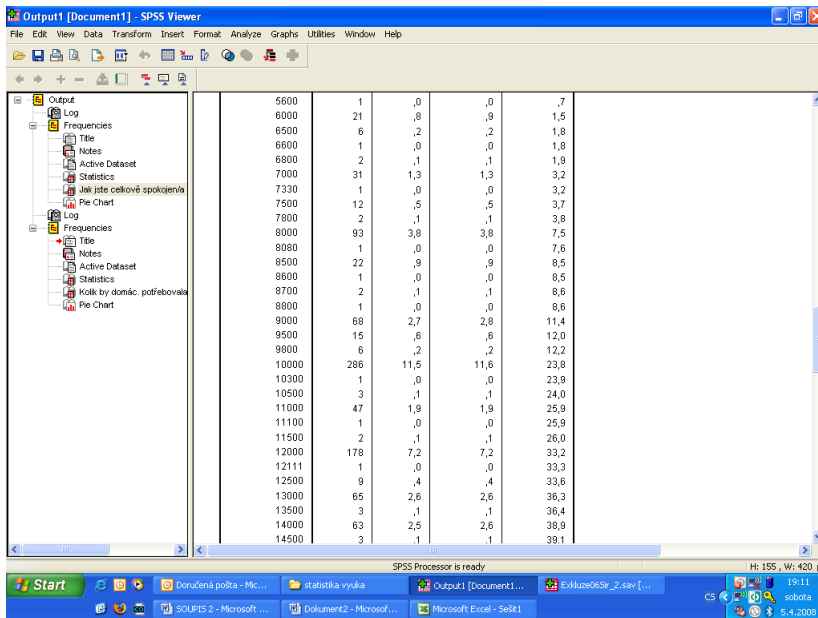 Output1 [Document1] - SPSS Viewer
File Edit View Data Transform Insert Format Analyze Graphs Utilities Window Help
Output
Log
Frequencies
Title
Notes
Active Dataset
Statistics
Jak jste celkově spokojen/a
Pie Chart
Log
Frequencies
Title
Notes
Active Dataset
Statistics
Kolik by domác. potřebovala
Pie Chart
5600 1 ,0 ,0 ,7
6000 21 ,8 ,9 1,5
6500 6 ,2 ,2 1,8
6600 1 ,0 ,0 1,8
6800 2 ,1 ,1 1,9
7000 31 1,3 1,3 3,2
7330 1 ,0 ,0 3,2
7500 12 ,5 ,5 3,7
7800 2 ,1 ,1 3,8
8000 93 3,8 3,8 7,5
8080 1 ,0 ,0 7,6
8500 22 ,9 ,9 8,5
8600 1 ,0 ,0 8,5
8700 2 ,1 ,1 8,6
8800 1 ,0 ,0 8,6
9000 68 2,7 2,8 11,4
9500 15 ,6 ,6 12,0
9800 6 ,2 ,2 12,2
10000 286 11,5 11,6 23,8
10300 1 ,0 ,0 23,9
10500 3 ,1 ,1 24,0
11000 47 1,9 1,9 25,9
11100 1 ,0 ,0 25,9
11500 2 ,1 ,1 26,0
12000 178 7,2 7,2 33,2
12111 1 ,0 ,0 33,3
12500 9 ,4 ,4 33,6
13000 65 2,6 2,6 36,3
13500 3 ,1 ,1 36,4
14000 63 2,5 2,6 38,9
14500 3 ,1 ,1 39,1
SPSS Processor is ready H: 155 , W: 420
Start Doručená pošta - Mic... statistika vyuka Output1 [Document1... Exkluze06Sir_2.sav [... 19:11
CS sobota
SOUPIS 2 - Microsoft ... Dokument2 - Microsof... Microsoft Excel - Sešit1 5.4.2008